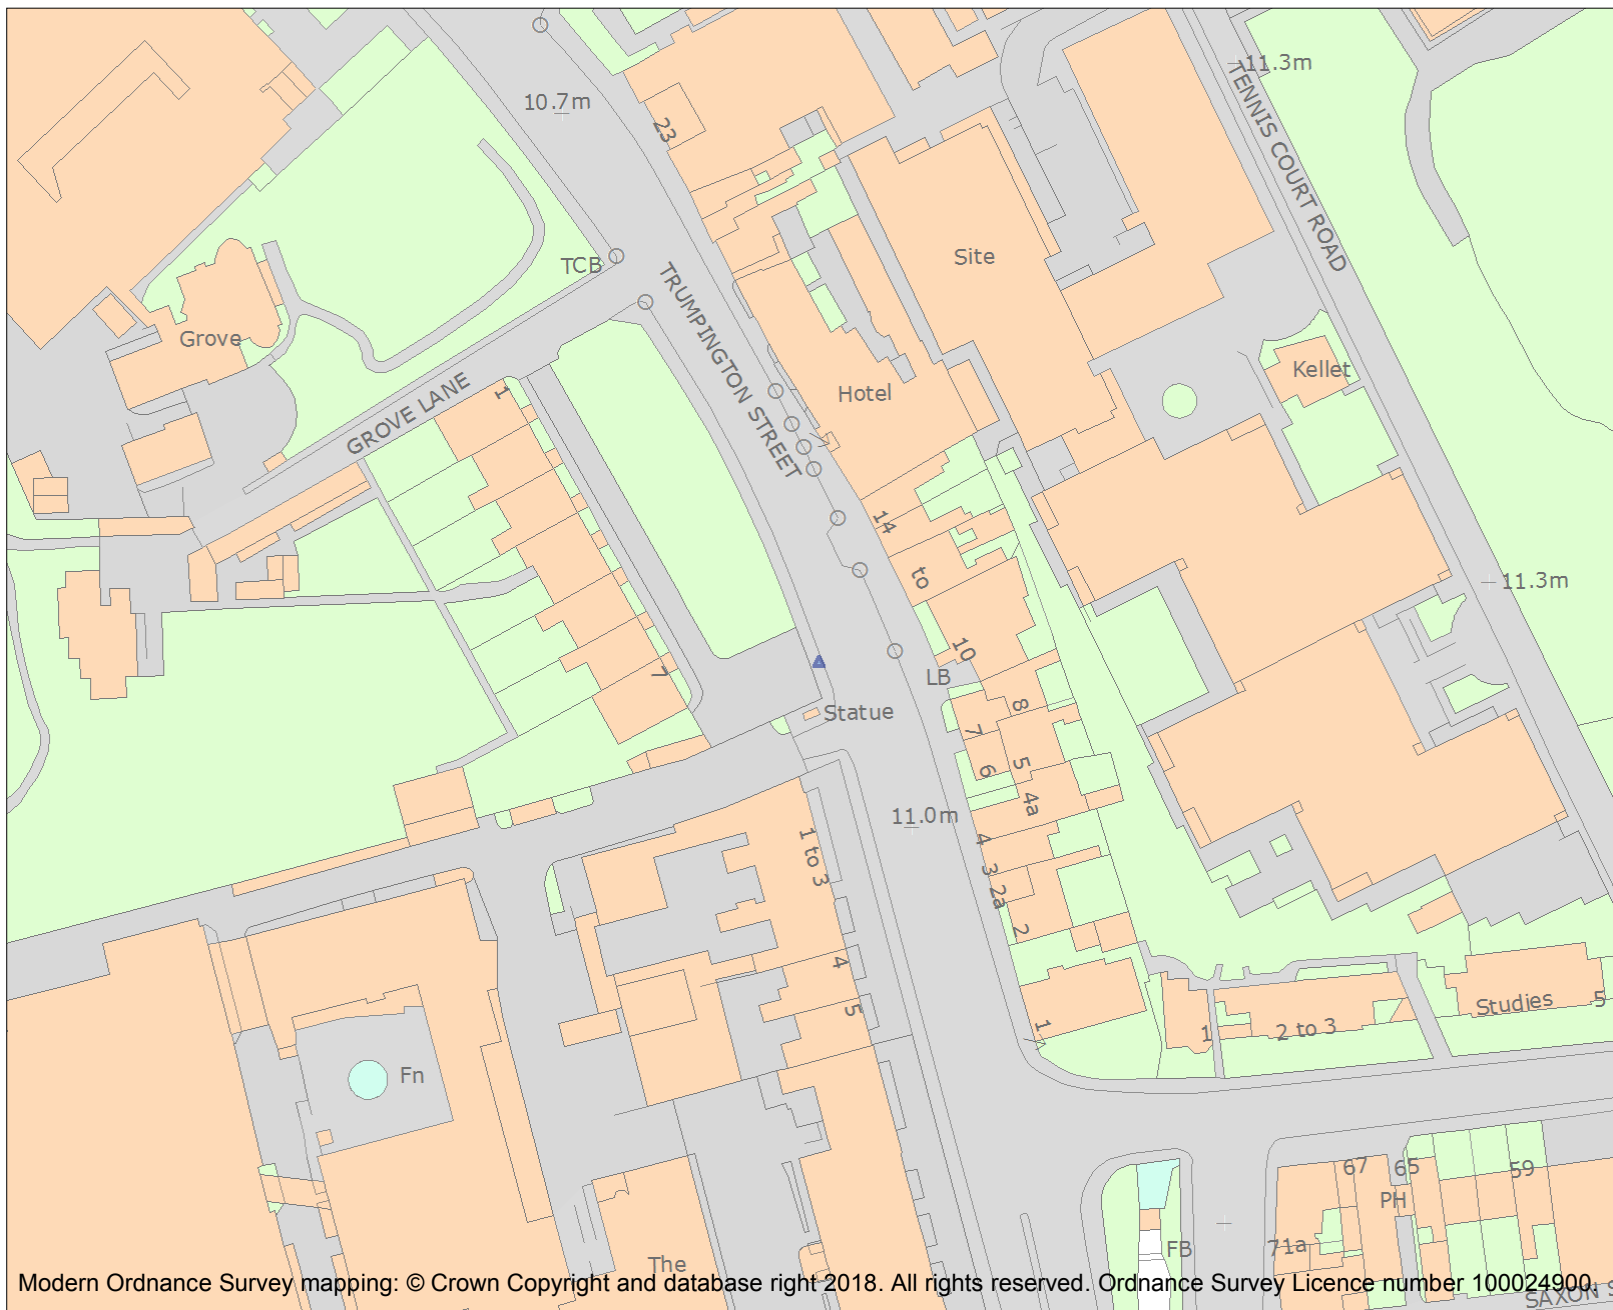 11.3m
10.7m
TENNIS COURT ROAD
23
Site
TCB
TRUMPINGTON STREET
Grove
Kellet
GROVE LANE
1
Hotel
14
to
10
11.3m
7
LB
Statue
8
7
5
6
4a
11.0m
4
1 to 3
3
2a
2
4
5
Studies
5
1
1
2 to 3
Fn
67
65
59
PH
71a
FB
The
SAXON S
Modern Ordnance Survey mapping: © Crown Copyright and database right 2018. All rights reserved. Ordnance Survey Licence number 100024900.